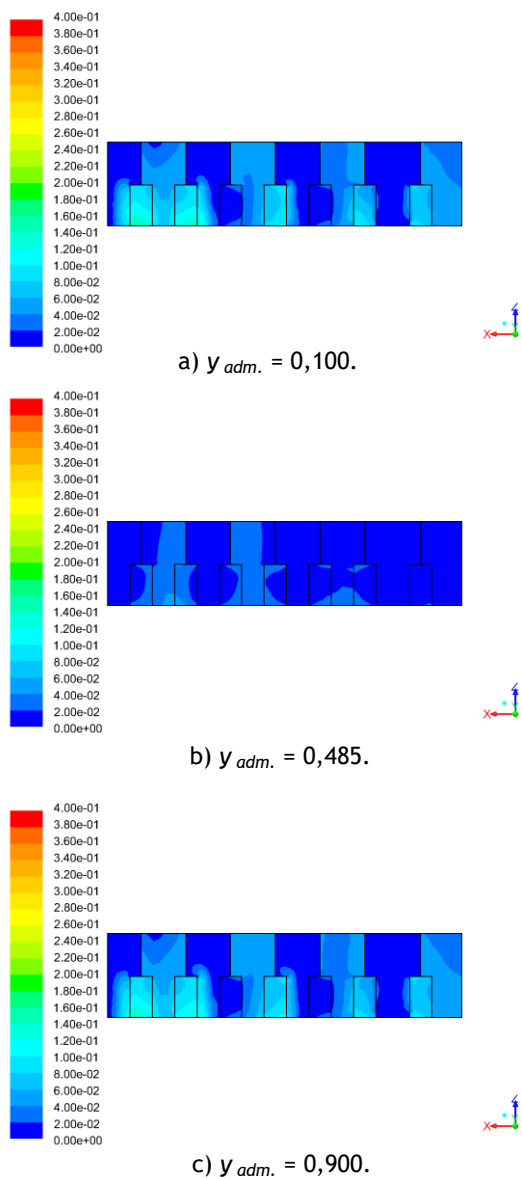 4.00e-01
3.80e-01
3.60e-01
3.40e-01
3.20e-01
3.00e-01
2.80e-01
2.60e-01
2.40e-01
2.20e-01
2.00e-01
1.80e-01
1.60e-01
1.40e-01
1.20e-01
1.00e-01
8.00e-02
6.00e-02
4.00e-02
2.00e-02
0.00e+00
Z
X
Y
a) y adm. = 0,100.
4.00e-01
3.80e-01
3.60e-01
3.40e-01
3.20e-01
3.00e-01
2.80e-01
2.60e-01
2.40e-01
2.20e-01
2.00e-01
1.80e-01
1.60e-01
1.40e-01
1.20e-01
1.00e-01
8.00e-02
6.00e-02
4.00e-02
2.00e-02
0.00e+00
Z
X
Y
b) y adm. = 0,485.
4.00e-01
3.80e-01
3.60e-01
3.40e-01
3.20e-01
3.00e-01
2.80e-01
2.60e-01
2.40e-01
2.20e-01
2.00e-01
1.80e-01
1.60e-01
1.40e-01
1.20e-01
1.00e-01
8.00e-02
6.00e-02
4.00e-02
2.00e-02
0.00e+00
Z
X
Y
c) y adm. = 0,900.